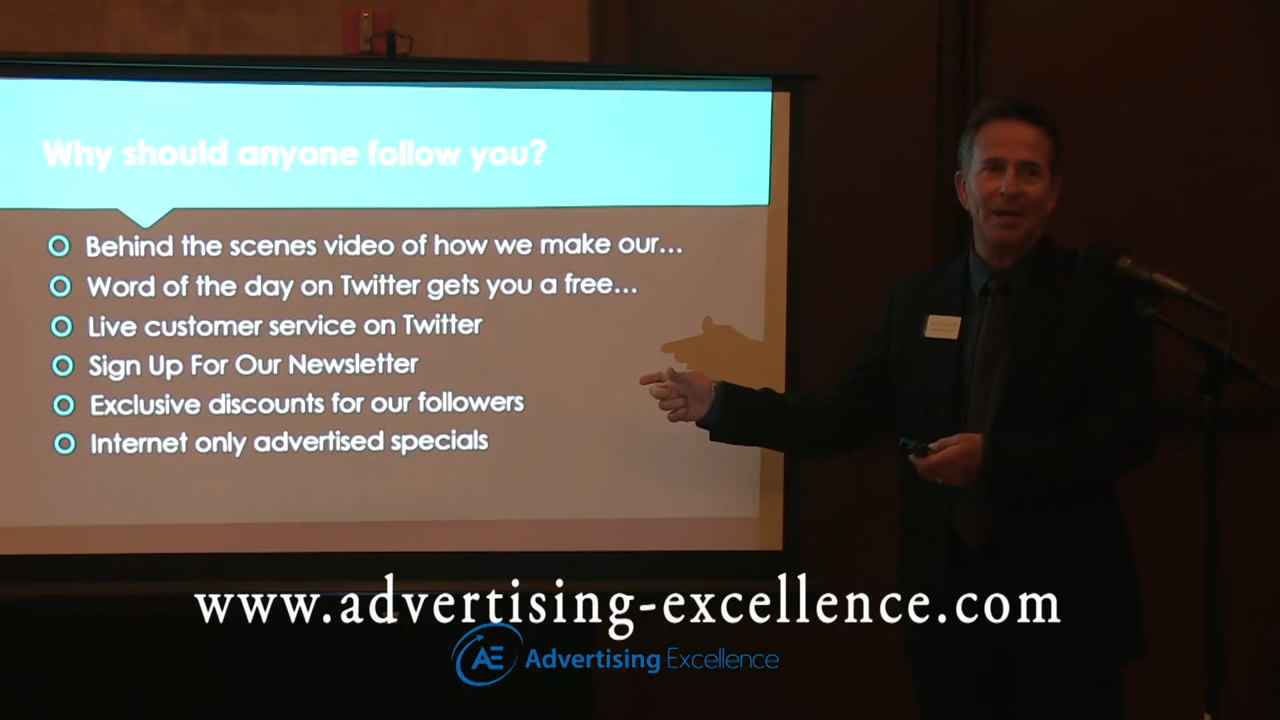 Why should anyone follow you?
Behind the scenes video of how we make our...
Word of the day on Twitter gets you a free...
Live customer service on Twitter
Sign Up For Our Newsletter
Exclusive discounts for our followers
Internet only advertised specials
www.advertising-excellence.com
AE Advertising Excellence